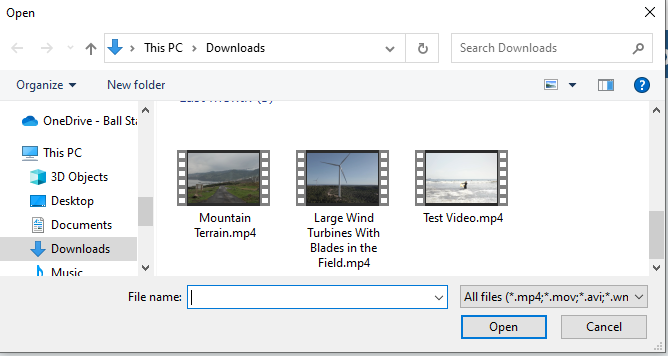 Open
This PC
Downloads
Search Downloads
Organize
New folder
OneDrive - Ball Sta
This PC
3D Objects
Desktop
Documents
Downloads
Music
Mountain
Terrain.mp4
Large Wind
Turbines With
Blades in the
Field.mp4
Test Video.mp4
File name:
All files (*.mp4;*.mov;*.avi;*.wn
Open
Cancel